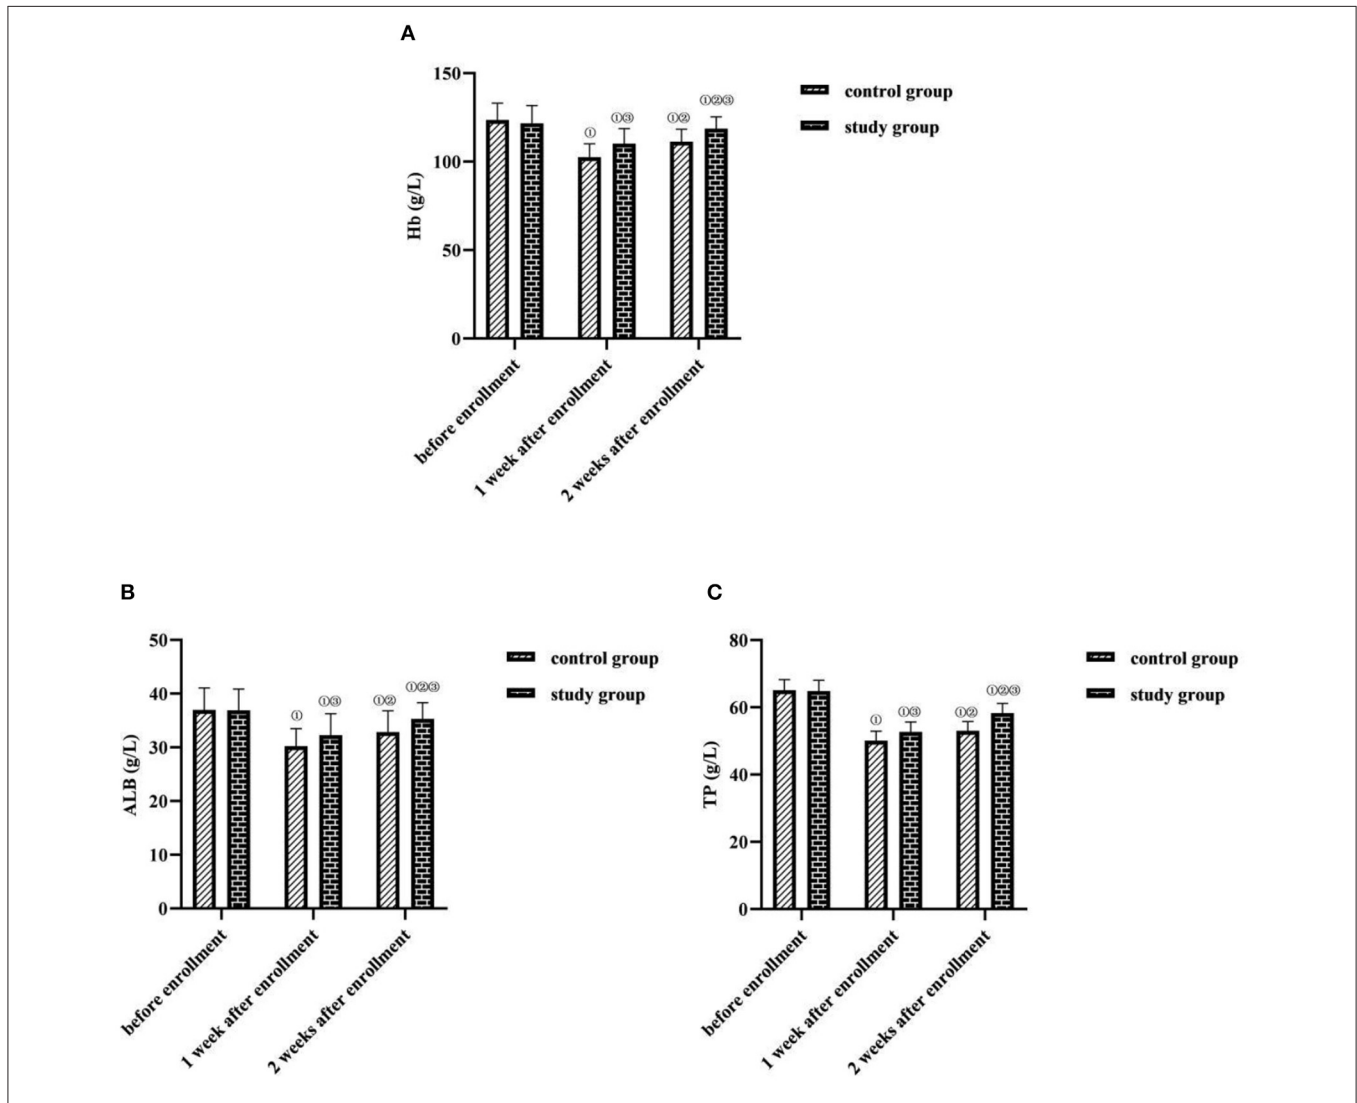 A
150
100
50
0
Hb (g/L)
①
①③
①②
①②③
control group
study group
before enrollment
1 week after enrollment
2 weeks after enrollment
B
50
40
30
20
10
0
ALB (g/L)
①
①③
①②
①②③
control group
study group
before enrollment
1 week after enrollment
2 weeks after enrollment
C
80
60
40
20
0
TP (g/L)
①
①③
①②
①②③
control group
study group
before enrollment
1 week after enrollment
2 weeks after enrollment